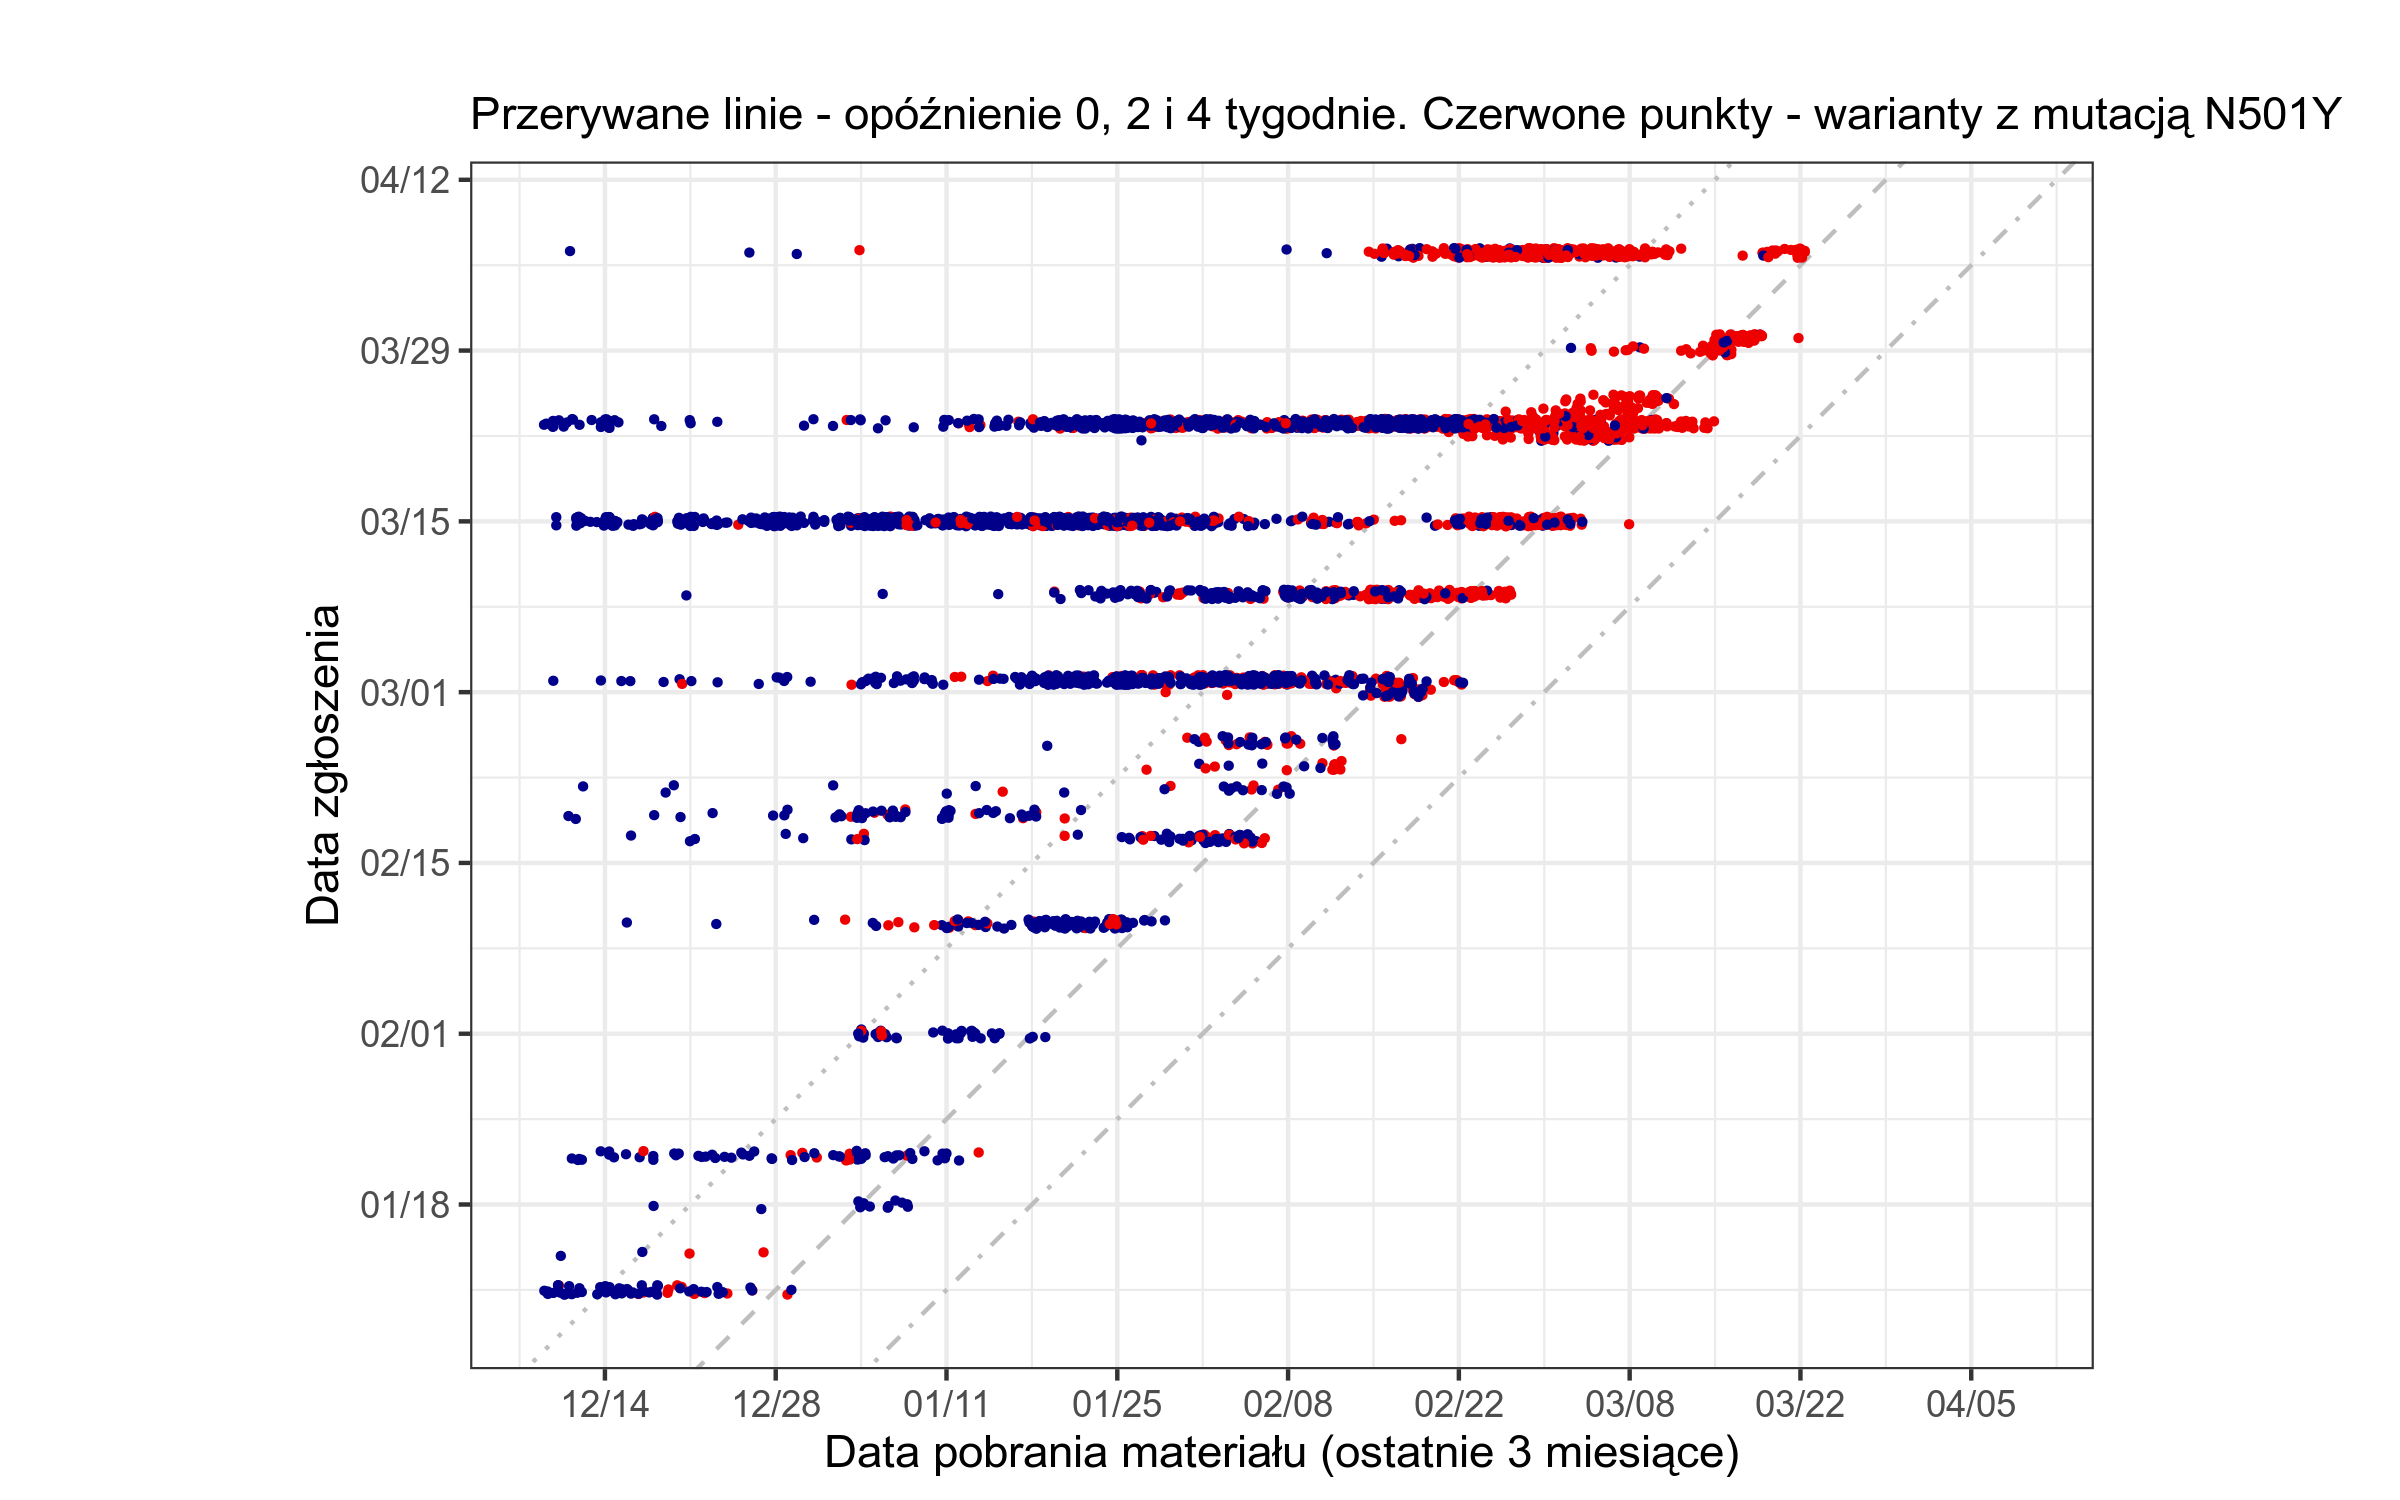 Przerywane linie - opóźnienie 0, 2 i 4 tygodnie. Czerwone punkty - warianty z mutacją N501Y
04/12
03/29
03/15
03/01
02/15
02/01
01/18
Data zgłoszenia
12/14 12/28 01/11 01/25 02/08 02/22 03/08 03/22 04/05
Data pobrania materiału (ostatnie 3 miesiące)